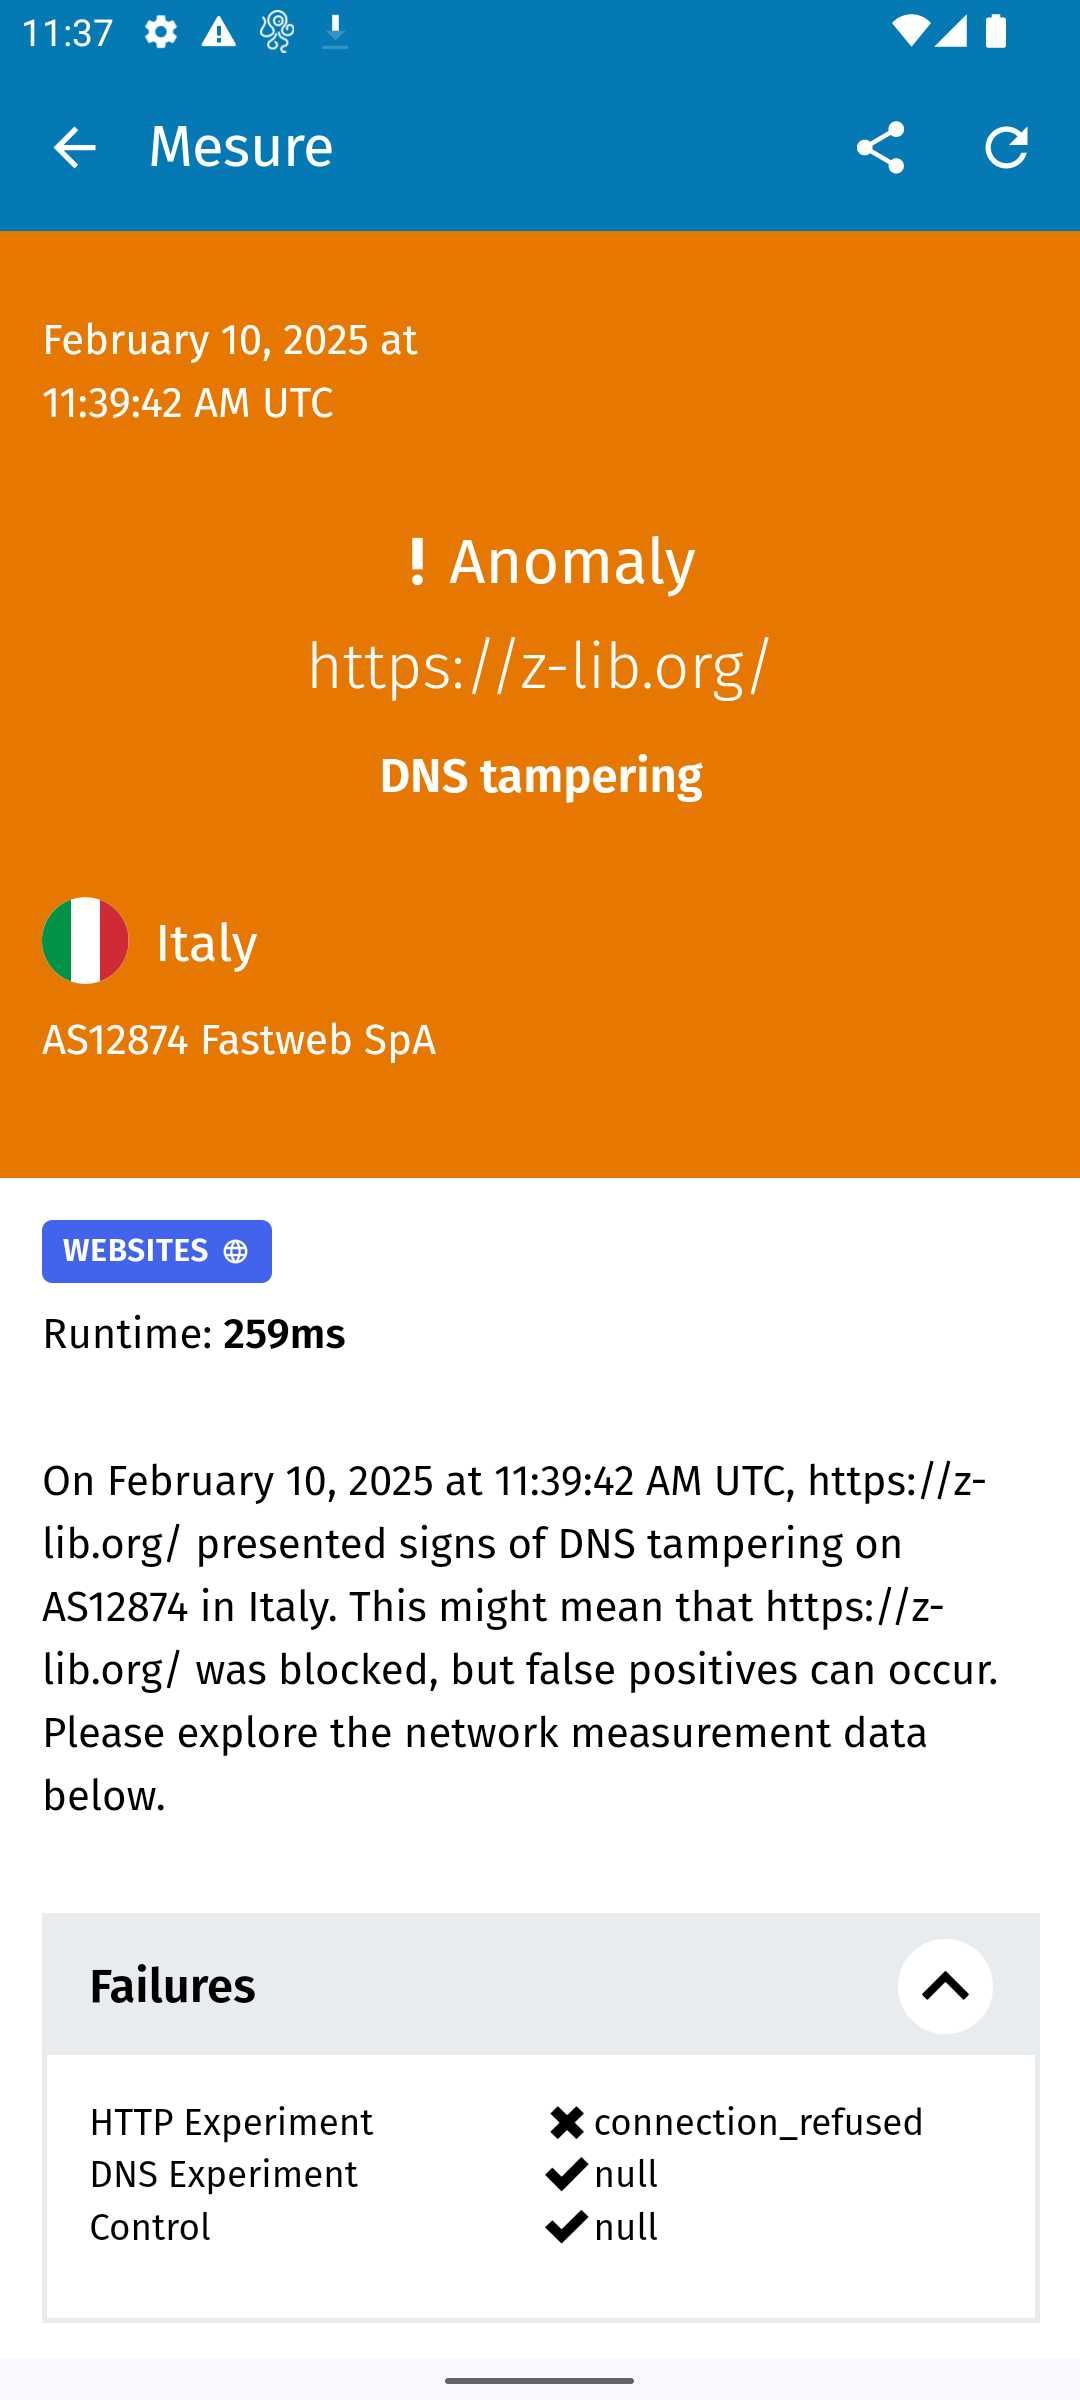 11:37
Mesure
February 10, 2025 at
11:39:42 AM UTC
! Anomaly
https://z-lib.org/
DNS tampering
Italy
AS12874 Fastweb SpA
WEBSITES
Runtime: 259ms
On February 10, 2025 at 11:39:42 AM UTC, https://z-
lib.org/ presented signs of DNS tampering on
AS12874 in Italy. This might mean that https://z-
lib.org/ was blocked, but false positives can occur.
Please explore the network measurement data
below.
Failures
HTTP Experiment connection_refused
DNS Experiment null
Control null